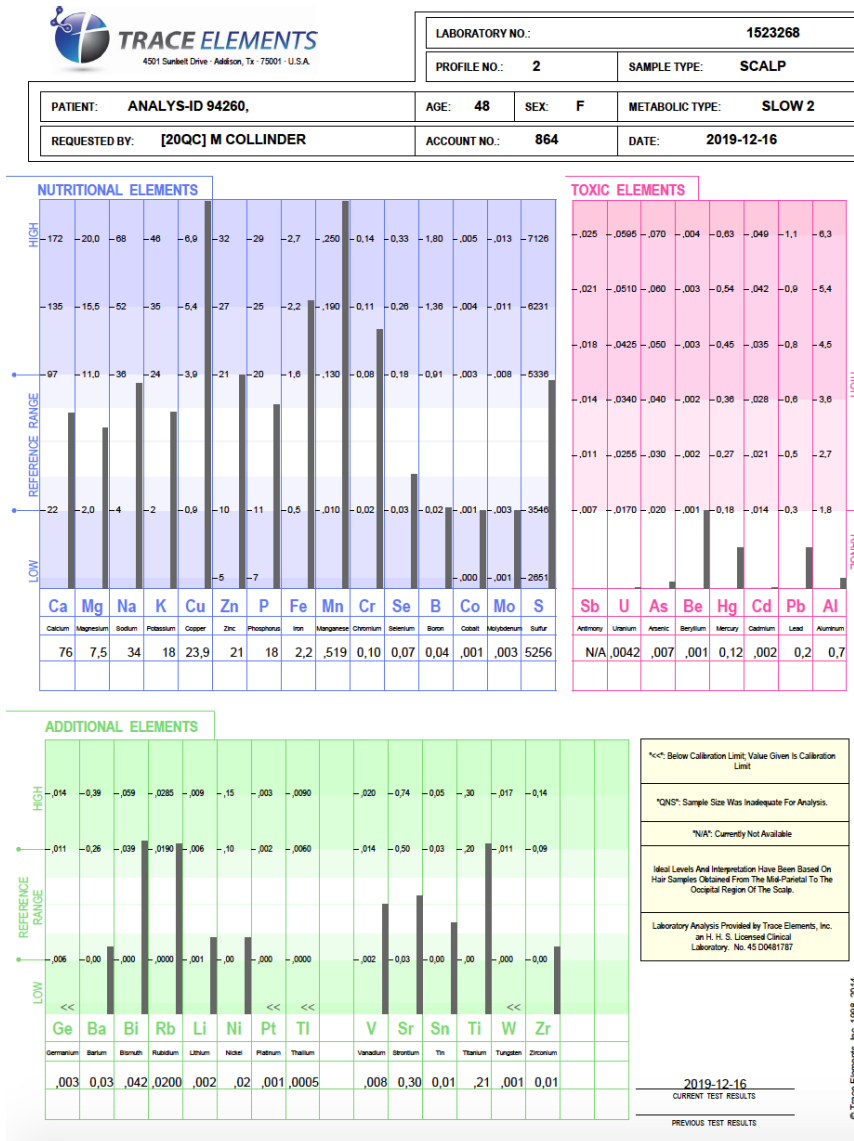 TRACE ELEMENTS
4501 Sunbelt Drive - Addison, Tx - 75001 - U.S.A.
LABORATORY NO.: 1523268
PROFILE NO.: 2 SAMPLE TYPE: SCALP
PATIENT: ANALYS-ID 94260, AGE: 48 SEX: F METABOLIC TYPE: SLOW 2
REQUESTED BY: [20QC] M COLLINDER ACCOUNT NO.: 864 DATE: 2019-12-16
NUTRITIONAL ELEMENTS
HIGH
172 20,0 68 46 6,9 32 29 2,7 ,250 0,14 0,33 1,80 ,005 ,013 7126
135 15,5 52 35 5,4 27 25 2,2 ,190 0,11 0,26 1,36 ,004 ,011 6231
97 11,0 36 24 3,9 21 20 1,6 ,130 0,08 0,18 0,91 ,003 ,008 5336
REFERENCE RANGE
22 2,0 4 2 0,9 10 11 0,5 ,010 0,02 0,03 0,02 ,001 ,003 3546
LOW
5 7 ,000 ,001 2651
Ca Mg Na K Cu Zn P Fe Mn Cr Se B Co Mo S
Calcium Magnesium Sodium Potassium Copper Zinc Phosphorus Iron Manganese Chromium Selenium Boron Cobalt Molybdenum Sulfur
76 7,5 34 18 23,9 21 18 2,2 ,519 0,10 0,07 0,04 ,001 ,003 5256
TOXIC ELEMENTS
,025 ,0595 ,070 ,004 0,63 ,049 1,1 6,3
,021 ,0510 ,060 ,003 0,54 ,042 0,9 5,4
,018 ,0425 ,050 ,003 0,45 ,035 0,8 4,5
,014 ,0340 ,040 ,002 0,36 ,028 0,6 3,6
,011 ,0255 ,030 ,002 0,27 ,021 0,5 2,7
,007 ,0170 ,020 ,001 0,18 ,014 0,3 1,8
Sb U As Be Hg Cd Pb Al
Antimony Uranium Arsenic Beryllium Mercury Cadmium Lead Aluminum
N/A ,0042 ,007 ,001 0,12 ,002 0,2 0,7
ADDITIONAL ELEMENTS
HIGH
,014 0,39 ,059 ,0285 ,009 ,15 ,003 ,0090 ,020 0,74 0,05 ,30 ,017 0,14
,011 0,26 ,039 ,0190 ,006 ,10 ,002 ,0060 ,014 0,50 0,03 ,20 ,011 0,09
REFERENCE RANGE
,006 0,00 ,000 ,0000 ,001 ,00 ,000 ,0000 ,002 0,03 0,00 ,00 ,000 0,00
LOW
<< << << <<
Ge Ba Bi Rb Li Ni Pt Tl V Sr Sn Ti W Zr
Germanium Barium Bismuth Rubidium Lithium Nickel Platinum Thallium Vanadium Strontium Tin Titanium Tungsten Zirconium
,003 0,03 ,042 ,0200 ,002 ,02 ,001 ,0005 ,008 0,30 0,01 ,21 ,001 0,01
"<<": Below Calibration Limit; Value Given Is Calibration
Limit
"QNS": Sample Size Was Inadequate For Analysis.
"N/A": Currently Not Available
Ideal Levels And Interpretation Have Been Based On
Hair Samples Obtained From The Mid-Parietal To The
Occipital Region Of The Scalp.
Laboratory Analysis Provided by Trace Elements, Inc.
an H. H. S. Licensed Clinical
Laboratory. No. 45 D0481787
2019-12-16
CURRENT TEST RESULTS
PREVIOUS TEST RESULTS
© Trace Elements, Inc. 1998, 2014